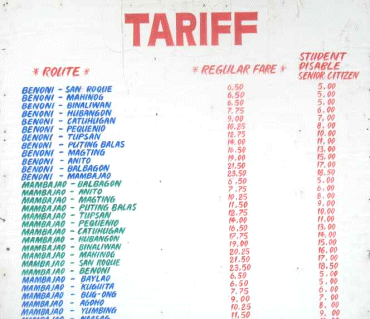 TARIFF
* ROUTE * * REGULAR FARE * STUDENT DISABLE SENIOR CITIZEN
BENONI - SAN ROQUE 6.50 5.00
BENONI - MAHINOG 6.50 5.00
BENONI - BINALIWAN 6.50 5.00
BENONI - HUBANGON 7.75 6.00
BENONI - CATUHUGAN 9.00 7.00
BENONI - PEQUENIO 10.25 8.00
BENONI - TUPSAN 12.75 10.00
BENONI - PUTING BALAS 14.00 11.00
BENONI - MAGTING 16.50 13.00
BENONI - ANITO 19.00 15.00
BENONI - BALBAGON 21.50 17.00
BENONI - MAMBAJAO 23.50 18.50
MAMBAJAO - BALBAGON 6.50 5.00
MAMBAJAO - ANITO 7.75 6.00
MAMBAJAO - MAGTING 10.25 8.00
MAMBAJAO - PUTING BALAS 11.50 9.00
MAMBAJAO - TUPSAN 12.75 10.00
MAMBAJAO - PEQUENIO 14.00 11.00
MAMBAJAO - CATUHUGAN 16.50 13.00
MAMBAJAO - HUBANGON 17.75 14.00
MAMBAJAO - BINALIWAN 19.00 15.00
MAMBAJAO - MAHINOG 20.25 16.00
MAMBAJAO - SAN ROQUE 21.50 17.00
MAMBAJAO - BENONI 23.50 18.50
MAMBAJAO - BAYLAO 6.50 5.00
MAMBAJAO - KUGUITA 6.50 5.00
MAMBAJAO - BUG-ONG 7.75
MAMBAJAO - AGOHO 9.00
MAMBAJAO - YUMBING 10.25 8.00
11.50 9.00